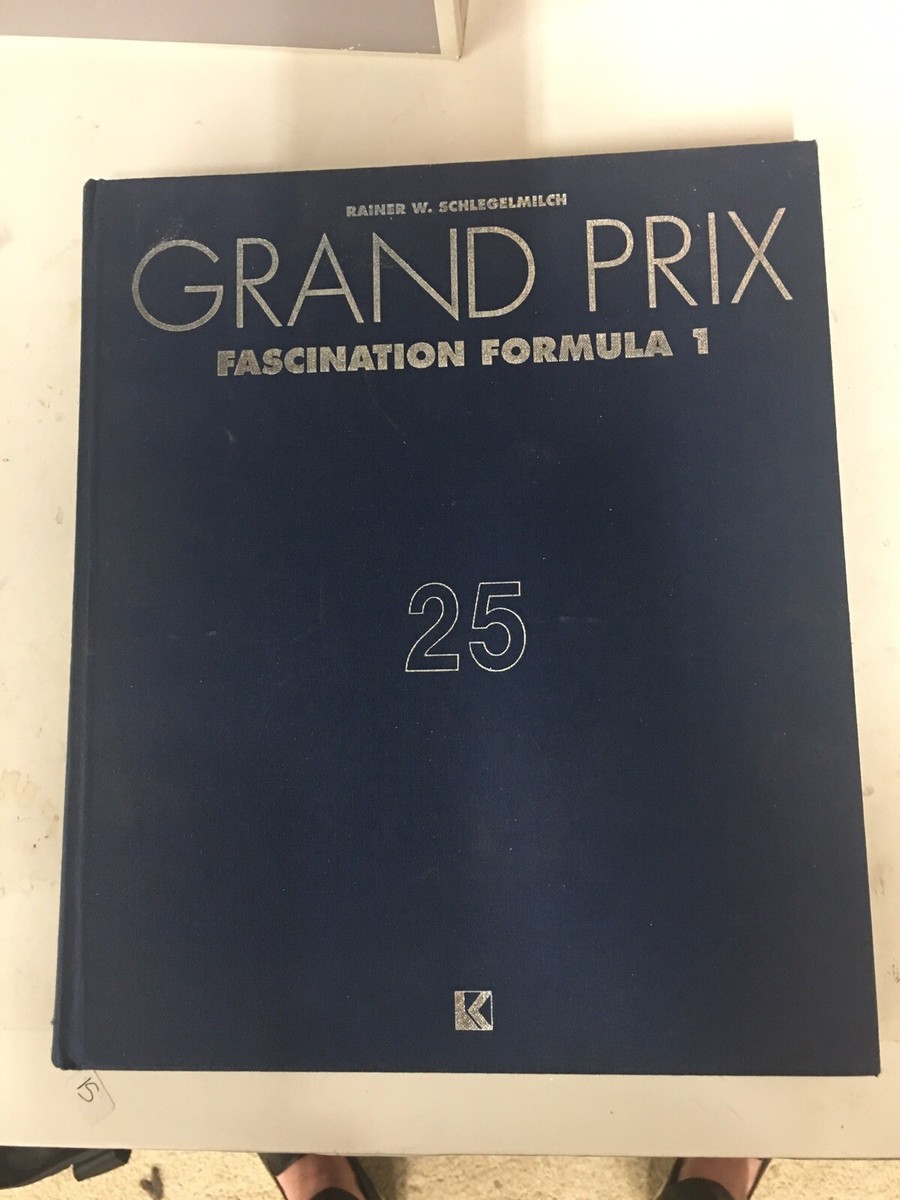 RAINER W. SCHLEGELMILCH
GRAND PRIX
FASCINATION FORMULA 1
25
K
15